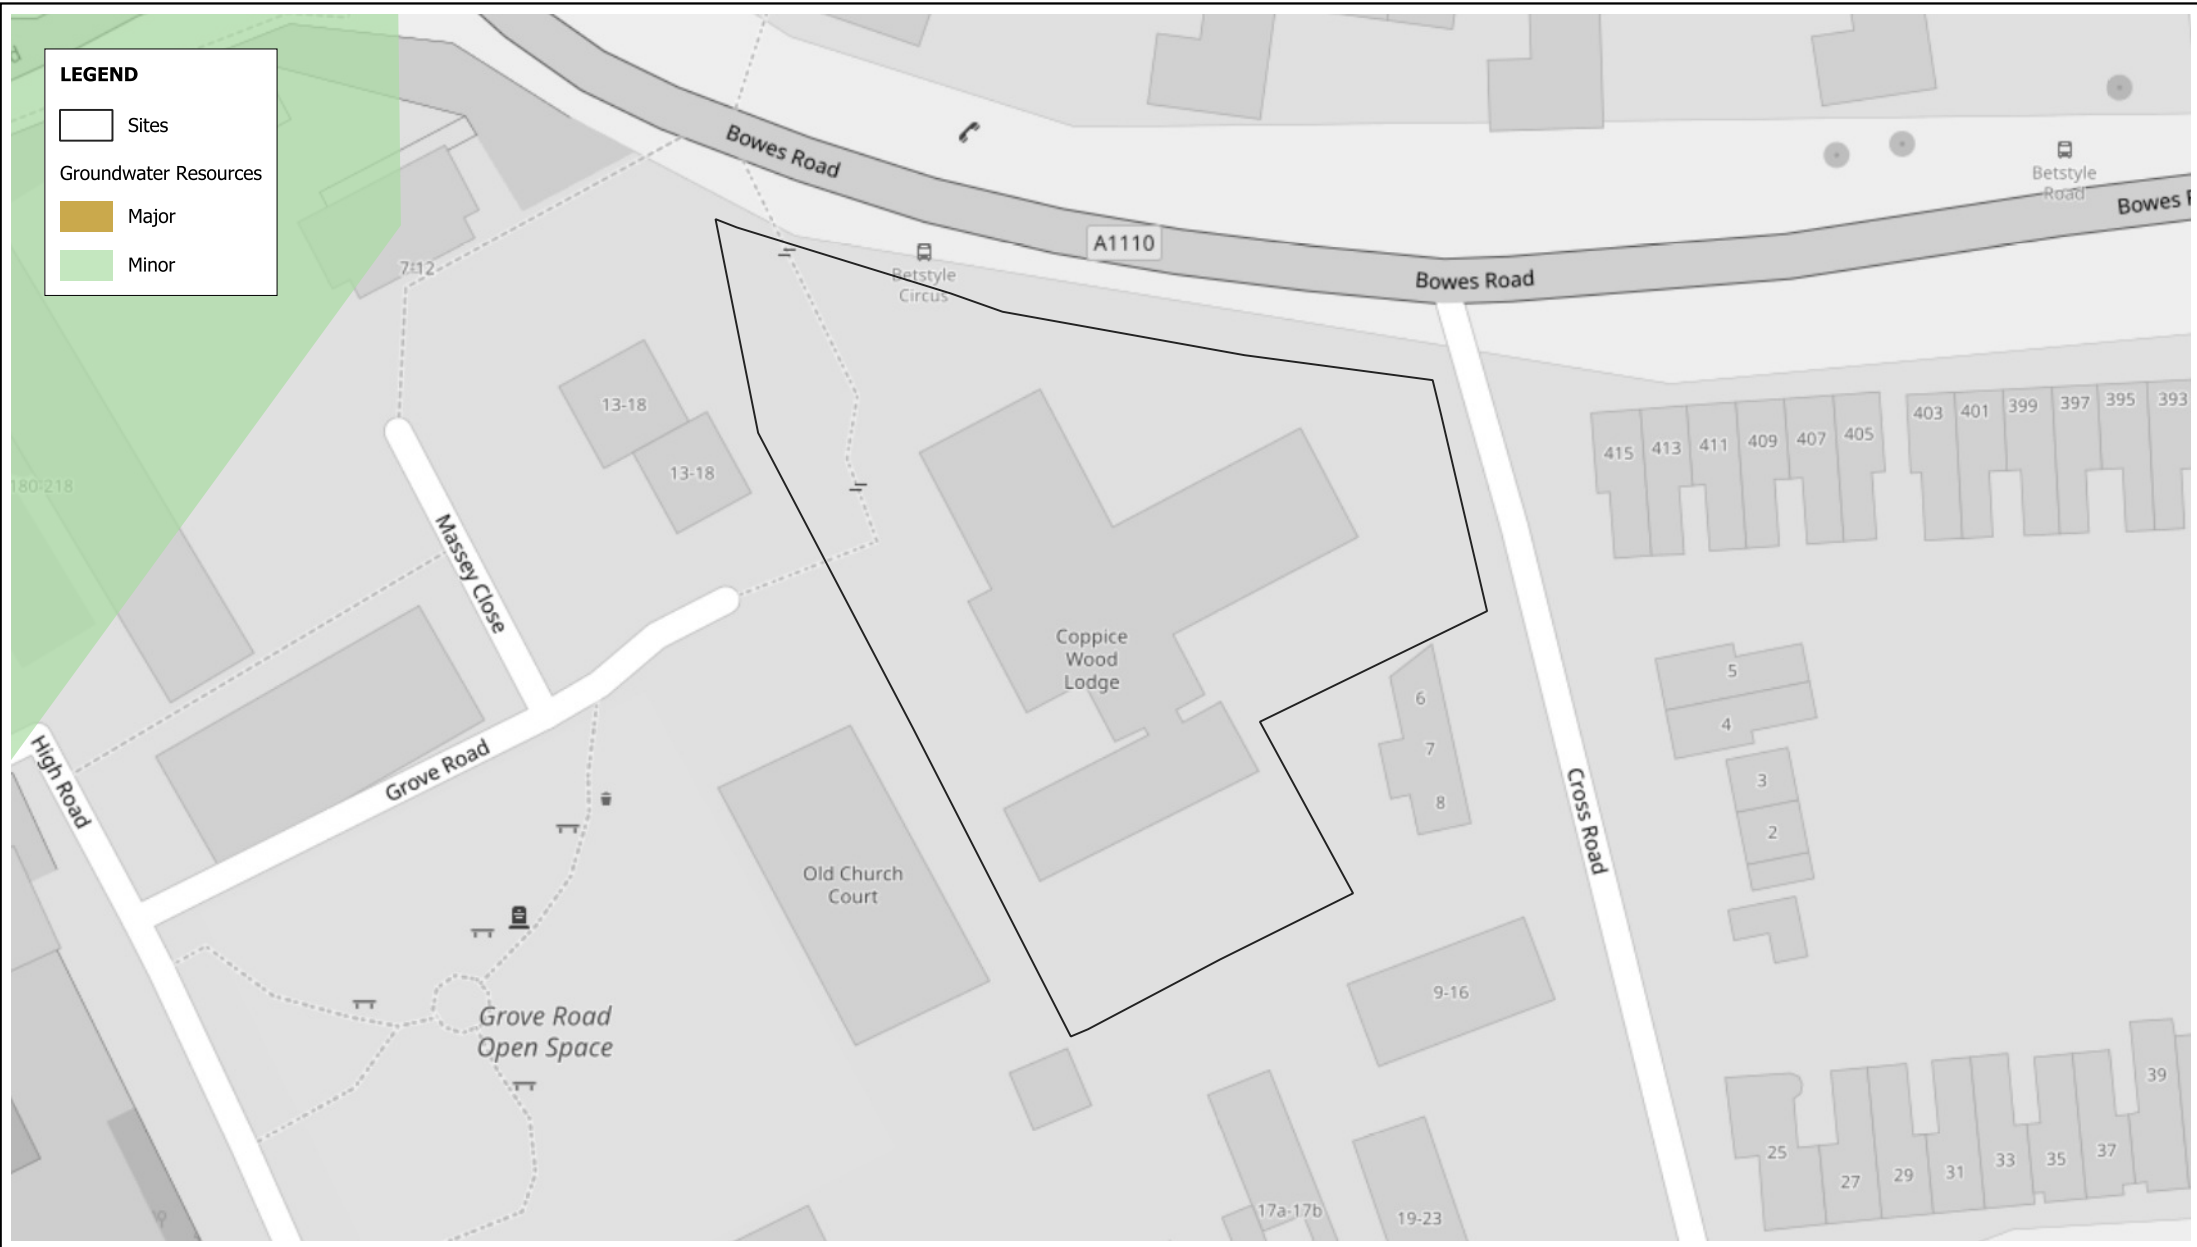 LEGEND
Sites
Groundwater Resources
Major
Minor
d
Bowes Road
A1110
Bowes Road
Betstyle
Road
Bowes R
Betstyle
Circus
7-12
13-18
13-18
180-218
Massey Close
Grove Road
High Road
Coppice
Wood
Lodge
Old Church
Court
Grove Road
Open Space
Cross Road
415
413
411
409
407
405
403
401
399
397
395
393
6
7
8
5
4
3
2
9-16
17a-17b
19-23
25
27
29
31
33
35
37
39